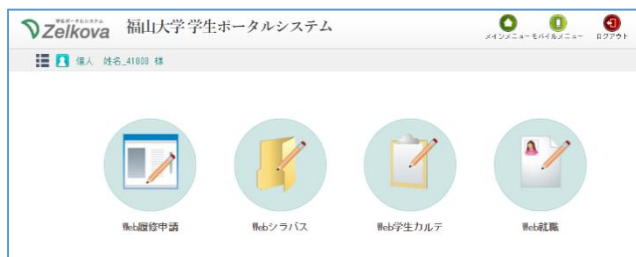 学生ポータルシステム
Zelkova 福山大学 学生ポータルシステム
メインメニュー モバイルメニュー ログアウト
個人 姓名_41808 様
Web履修申請 Webシラバス Web学生カルテ Web就職